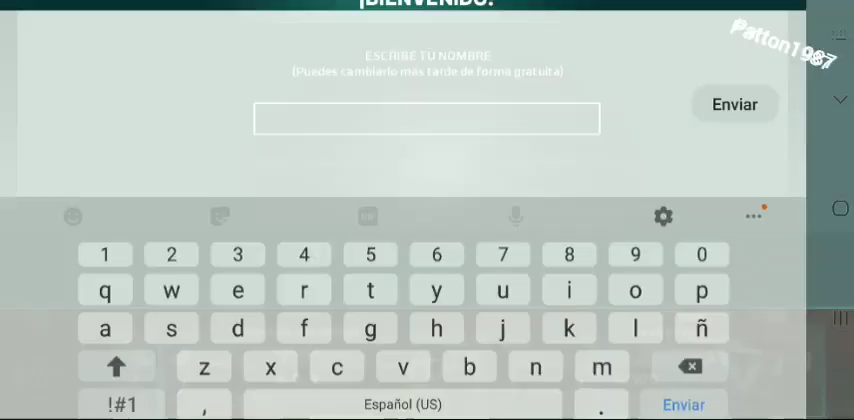 ¡BIENVENIDO!
Patton1987
ESCRIBE TU NOMBRE
(Puedes cambiarlo más tarde de forma gratuita)
Enviar
GIF
1 2 3 4 5 6 7 8 9 0
q w e r t y u i o p
a s d f g h j k l ñ
z x c v b n m
!#1 , Español (US) . Enviar